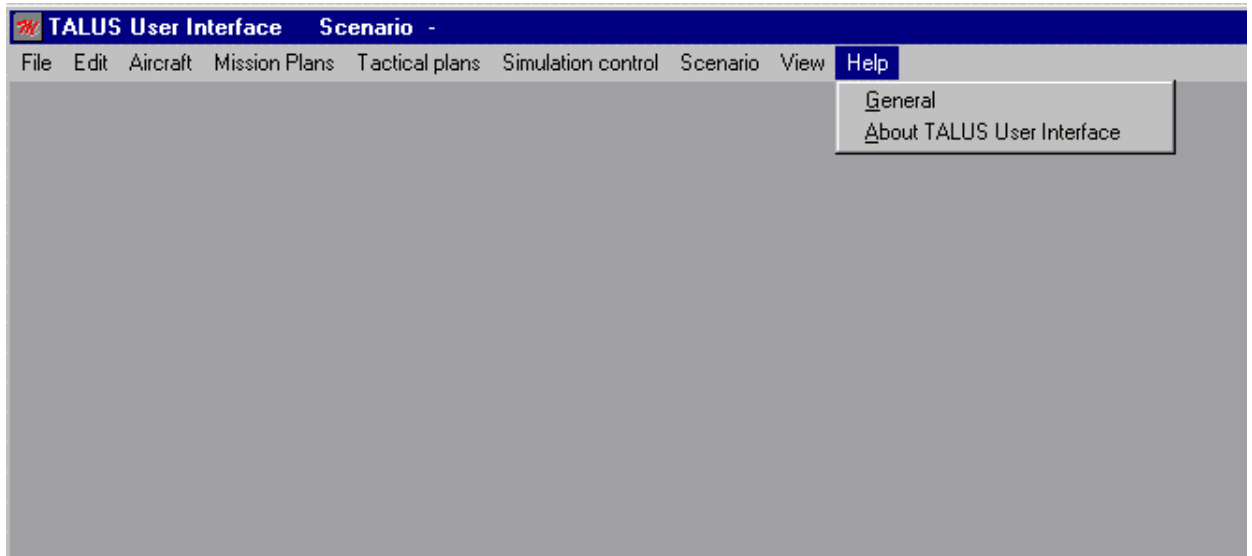 TALUS User Interface Scenario -
File Edit Aircraft Mission Plans Tactical plans Simulation control Scenario View Help
General
About TALUS User Interface